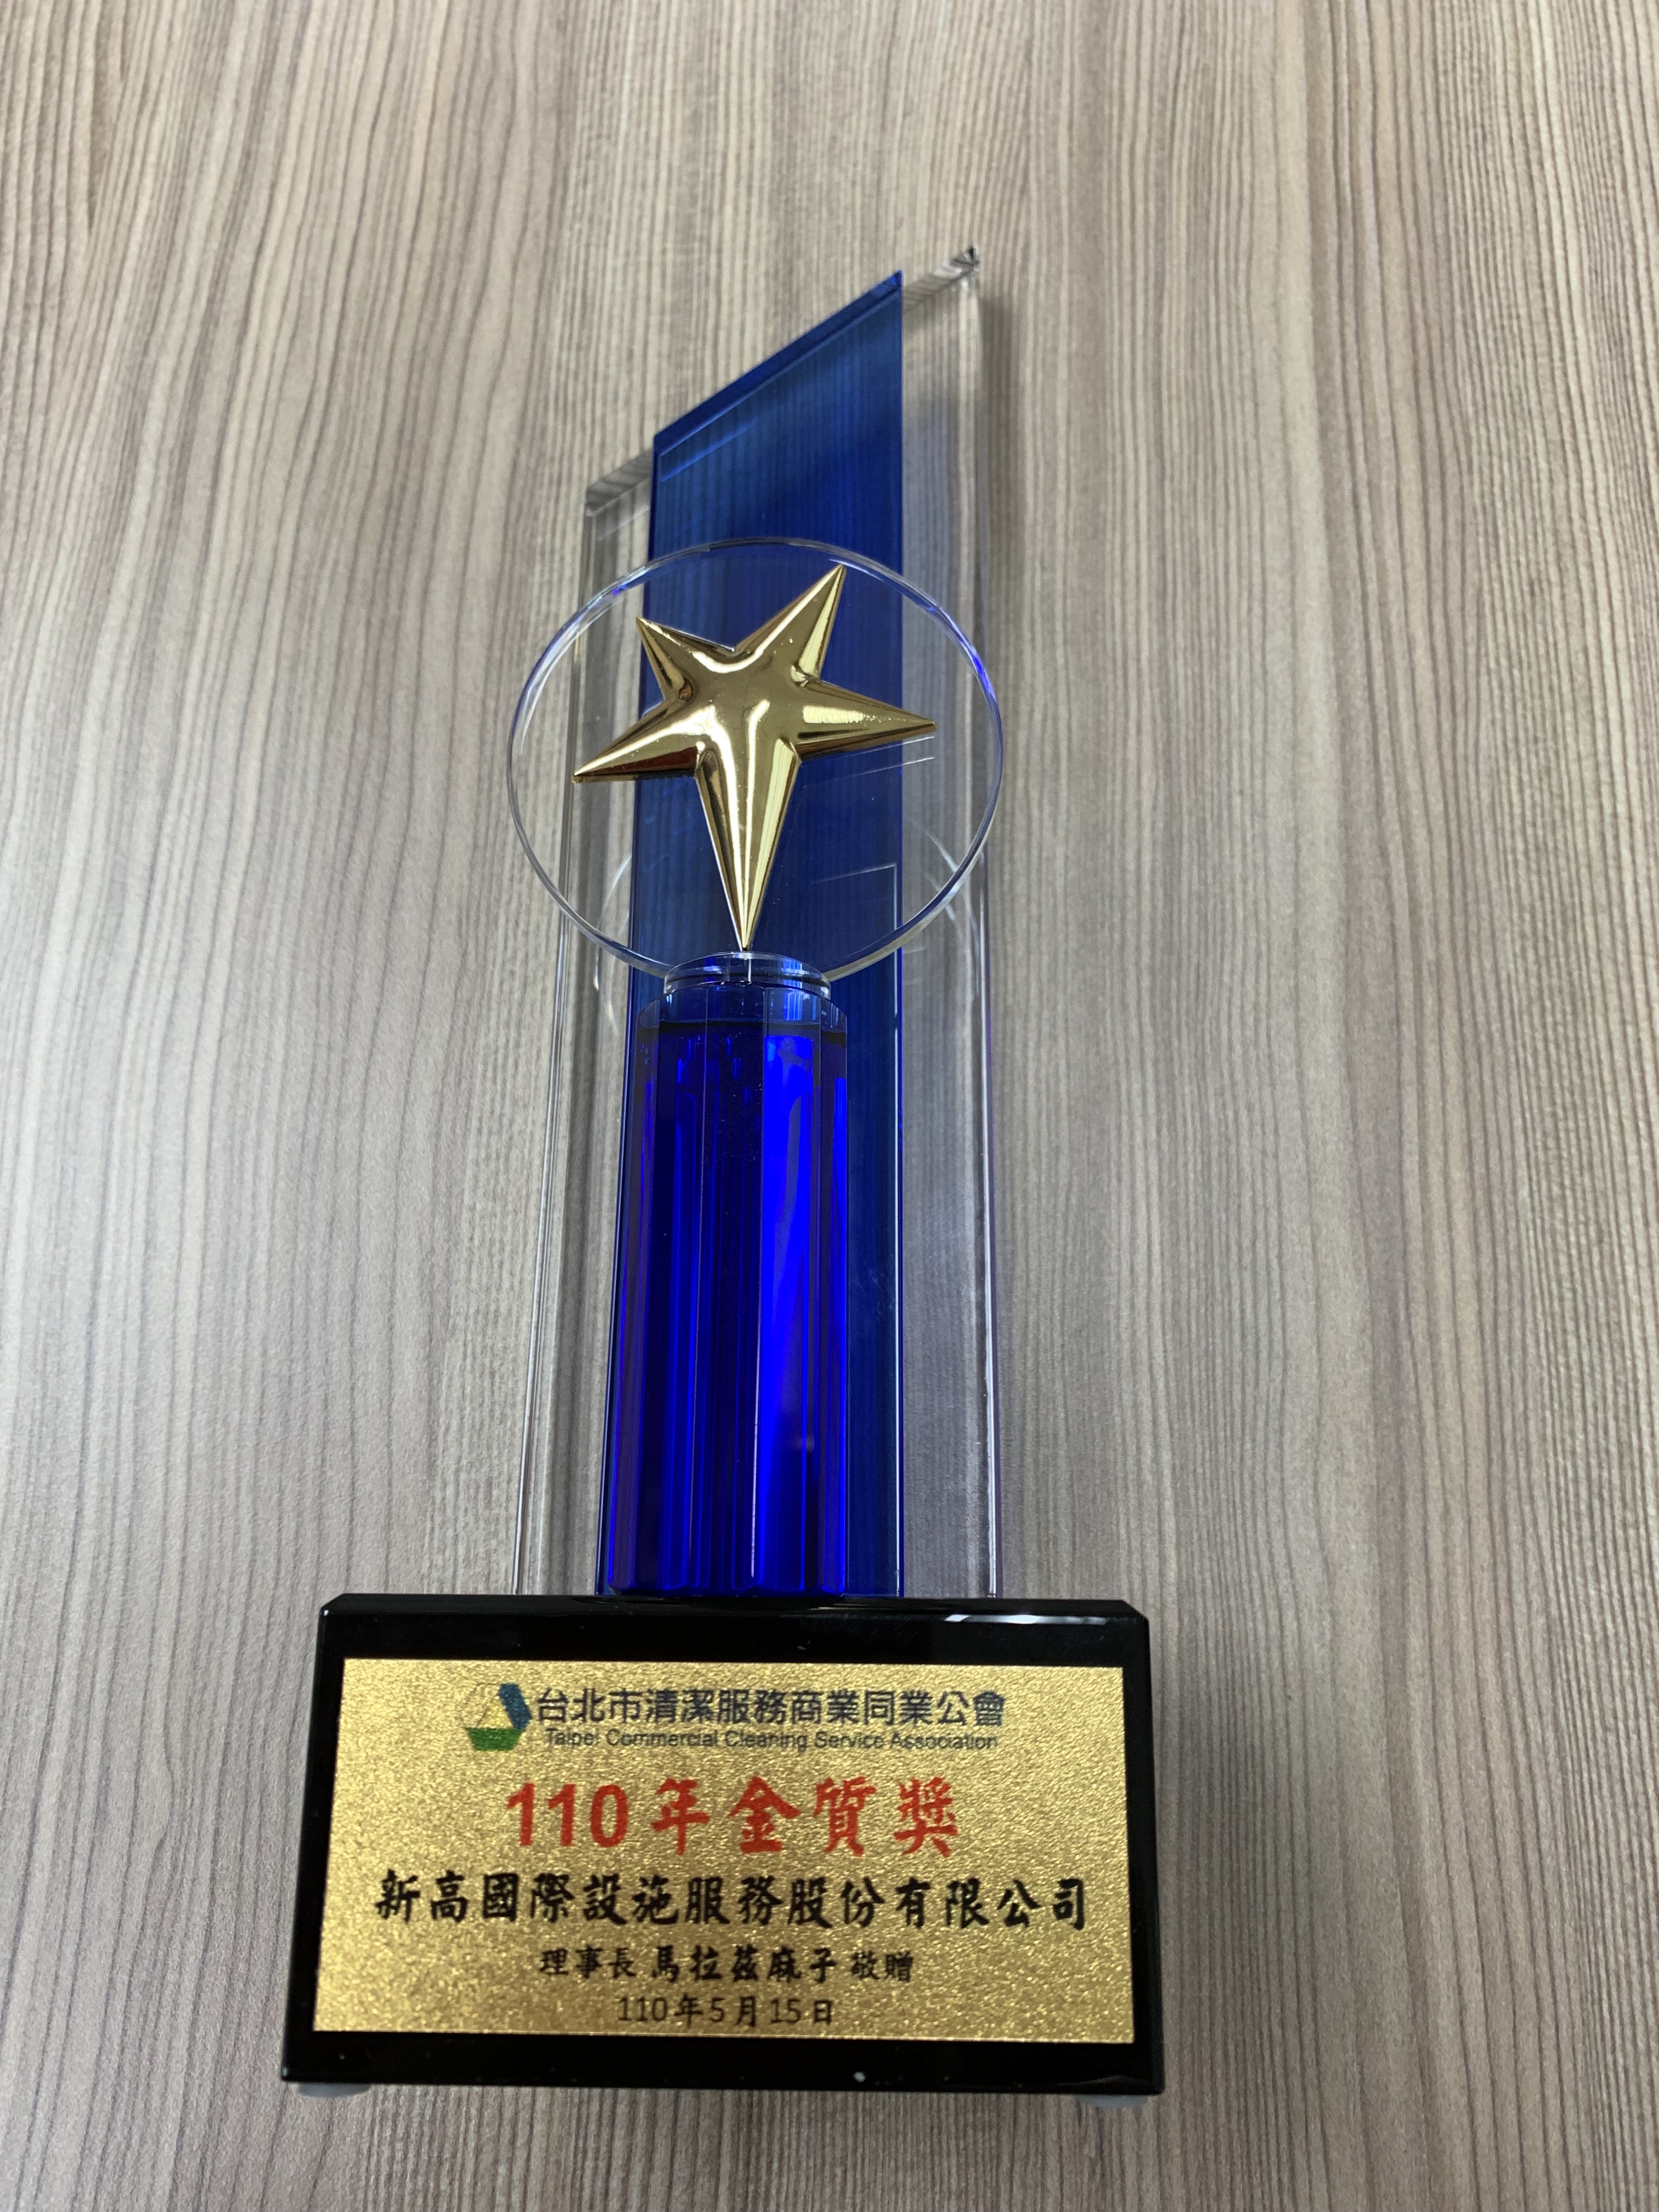 台北市清潔服務商業同業公會
Taipei Commercial Cleaning Service Association
110年金質獎
新高國際設施服務股份有限公司
理事長 馬拉茲麻子 敬贈
110年5月15日